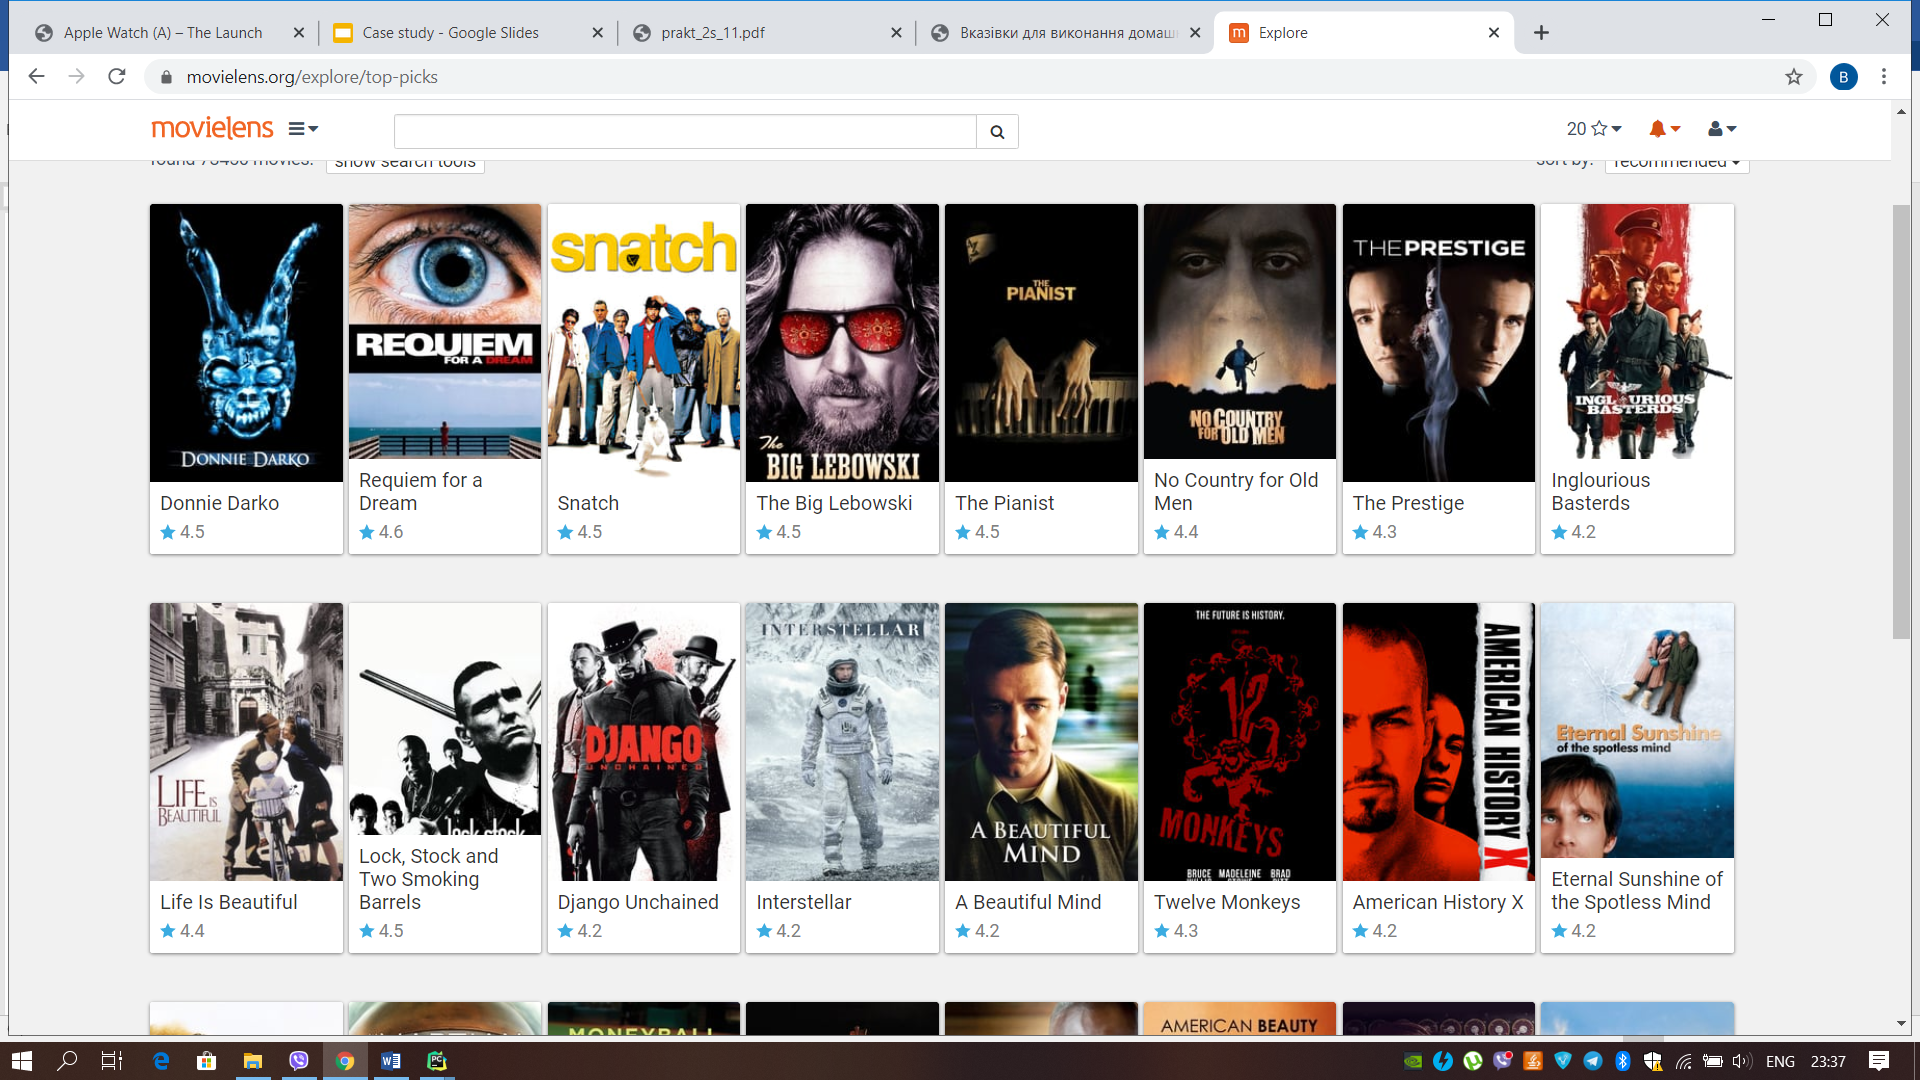 Apple Watch (A) – The Launch
Case study - Google Slides
prakt_2s_11.pdf
Вказівки для виконання домаш
Explore
movielens.org/explore/top-picks
B
movielens
20
show search tools
sort by:
recommended
DONNIE DARKO
REQUIEM
FOR A DREAM
snatch
The
BIG LEBOWSKI
THE
PIANIST
NO COUNTRY
FOR OLD MEN
THE PRESTIGE
INGLOURIOUS
BASTERDS
Donnie Darko
4.5
Requiem for a
Dream
4.6
Snatch
4.5
The Big Lebowski
4.5
The Pianist
4.5
No Country for Old
Men
4.4
The Prestige
4.3
Inglourious
Basterds
4.2
LIFE IS
BEAUTIFUL
lock, stock
DJANGO
UNCHAINED
INTERSTELLAR
A BEAUTIFUL
MIND
THE FUTURE IS HISTORY.
12
MONKEYS
BRUCE MADELEINE BRAD
AMERICAN HISTORY X
Eternal Sunshine
of the spotless mind
Life Is Beautiful
4.4
Lock, Stock and
Two Smoking
Barrels
4.5
Django Unchained
4.2
Interstellar
4.2
A Beautiful Mind
4.2
Twelve Monkeys
4.3
American History X
4.2
Eternal Sunshine of
the Spotless Mind
4.2
MONEYBALL
AMERICAN BEAUTY
ENG
23:37